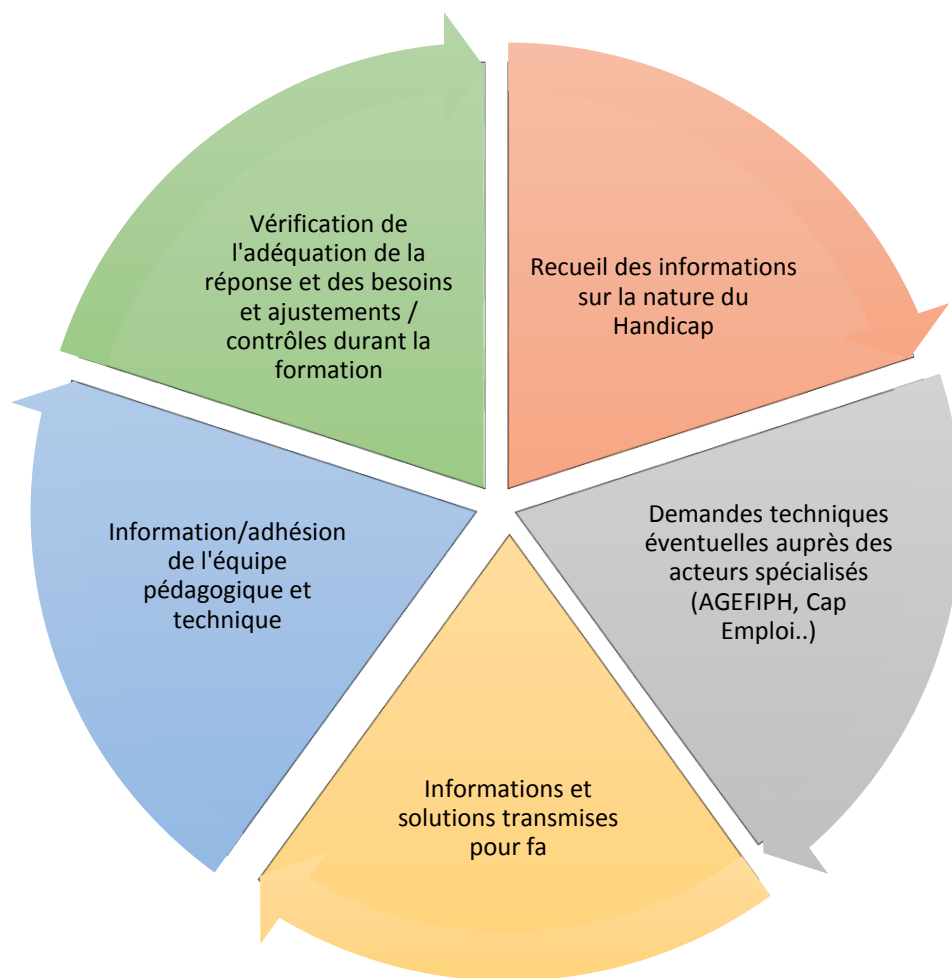 Recueil des informations
sur la nature du
Handicap
Demandes techniques
éventuelles auprès des
acteurs spécialisés
(AGEFIPH, Cap
Emploi..)
Informations et
solutions transmises
pour fa
Information/adhésion
de l'équipe
pédagogique et
technique
Vérification de
l'adéquation de la
réponse et des besoins
et ajustements /
contrôles durant la
formation